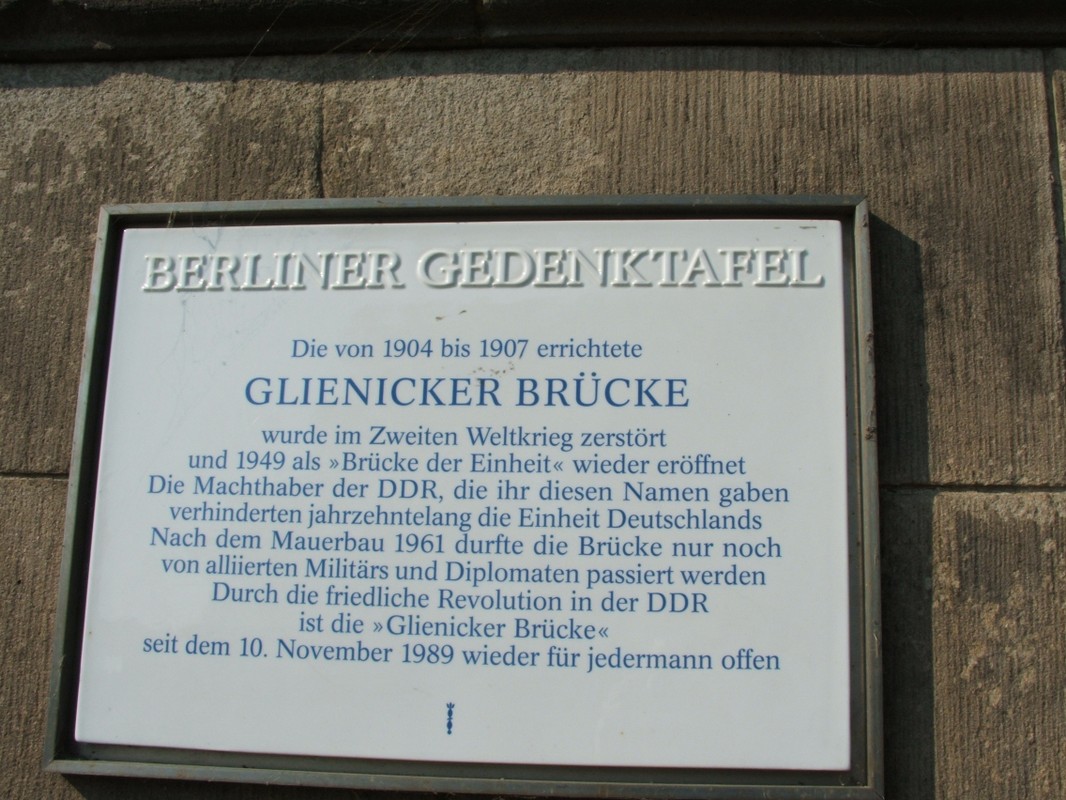 BERLINER GEDENKTAFEL
Die von 1904 bis 1907 errichtete
GLIENICKER BRÜCKE
wurde im Zweiten Weltkrieg zerstört
und 1949 als »Brücke der Einheit« wieder eröffnet
Die Machthaber der DDR, die ihr diesen Namen gaben
verhinderten jahrzehntelang die Einheit Deutschlands
Nach dem Mauerbau 1961 durfte die Brücke nur noch
von alliierten Militärs und Diplomaten passiert werden
Durch die friedliche Revolution in der DDR
ist die »Glienicker Brücke«
seit dem 10. November 1989 wieder für jedermann offen